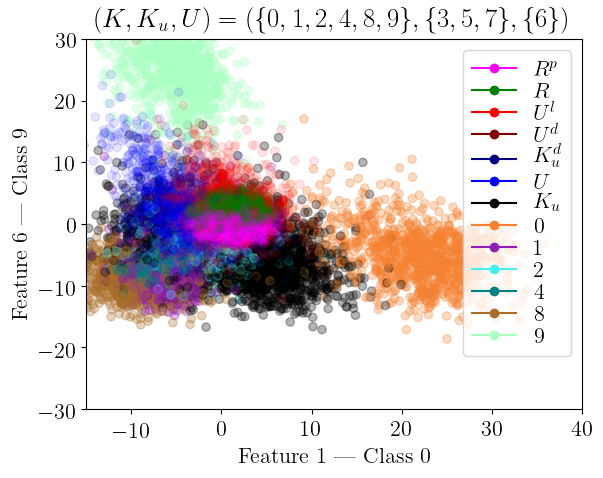 (K, K_u, U) = ({0, 1, 2, 4, 8, 9}, {3, 5, 7}, {6})
30
20
10
0
−10
−20
−30
Feature 6 — Class 9
−10
0
10
20
30
40
Feature 1 — Class 0
R^p
R
U^l
U^d
K_u^d
U
K_u
0
1
2
4
8
9